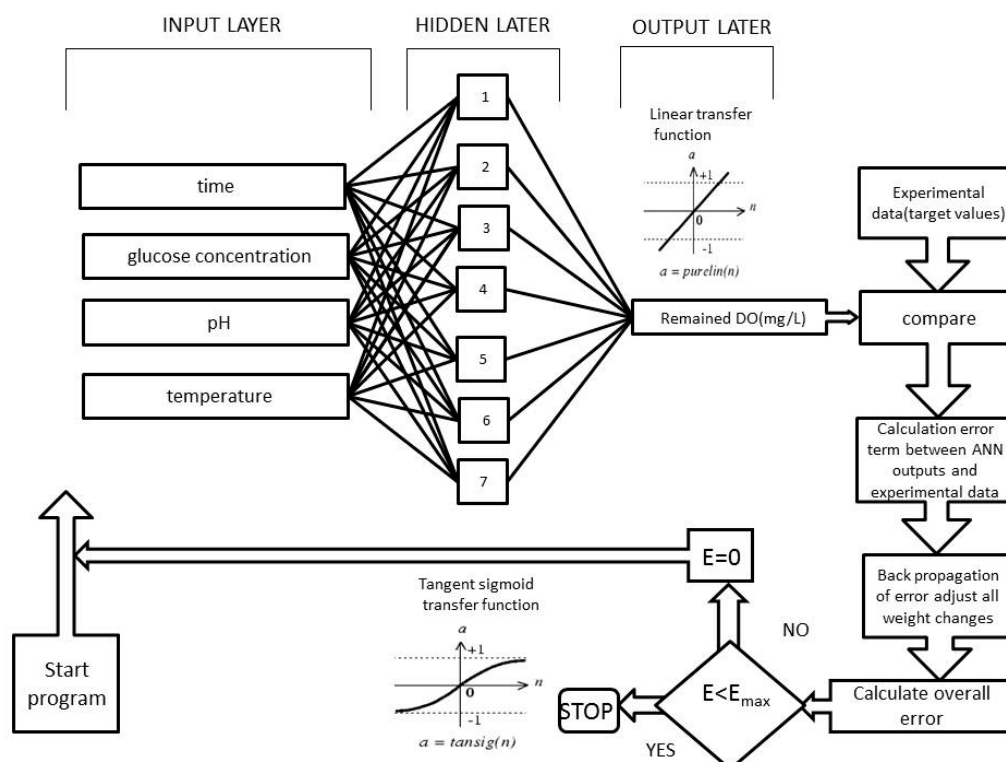 INPUT LAYER
HIDDEN LATER
OUTPUT LATER
1
2
3
4
5
6
7
time
glucose concentration
pH
temperature
Linear transfer
function
a
+1
n
0
-1
a = purelin(n)
Remained DO(mg/L)
Experimental
data(target values)
compare
Calculation error
term between ANN
outputs and
experimental data
Back propagation
of error adjust all
weight changes
Calculate overall
error
E<Emax
NO
YES
E=0
STOP
Tangent sigmoid
transfer function
a
+1
n
0
-1
a = tansig(n)
Start
program